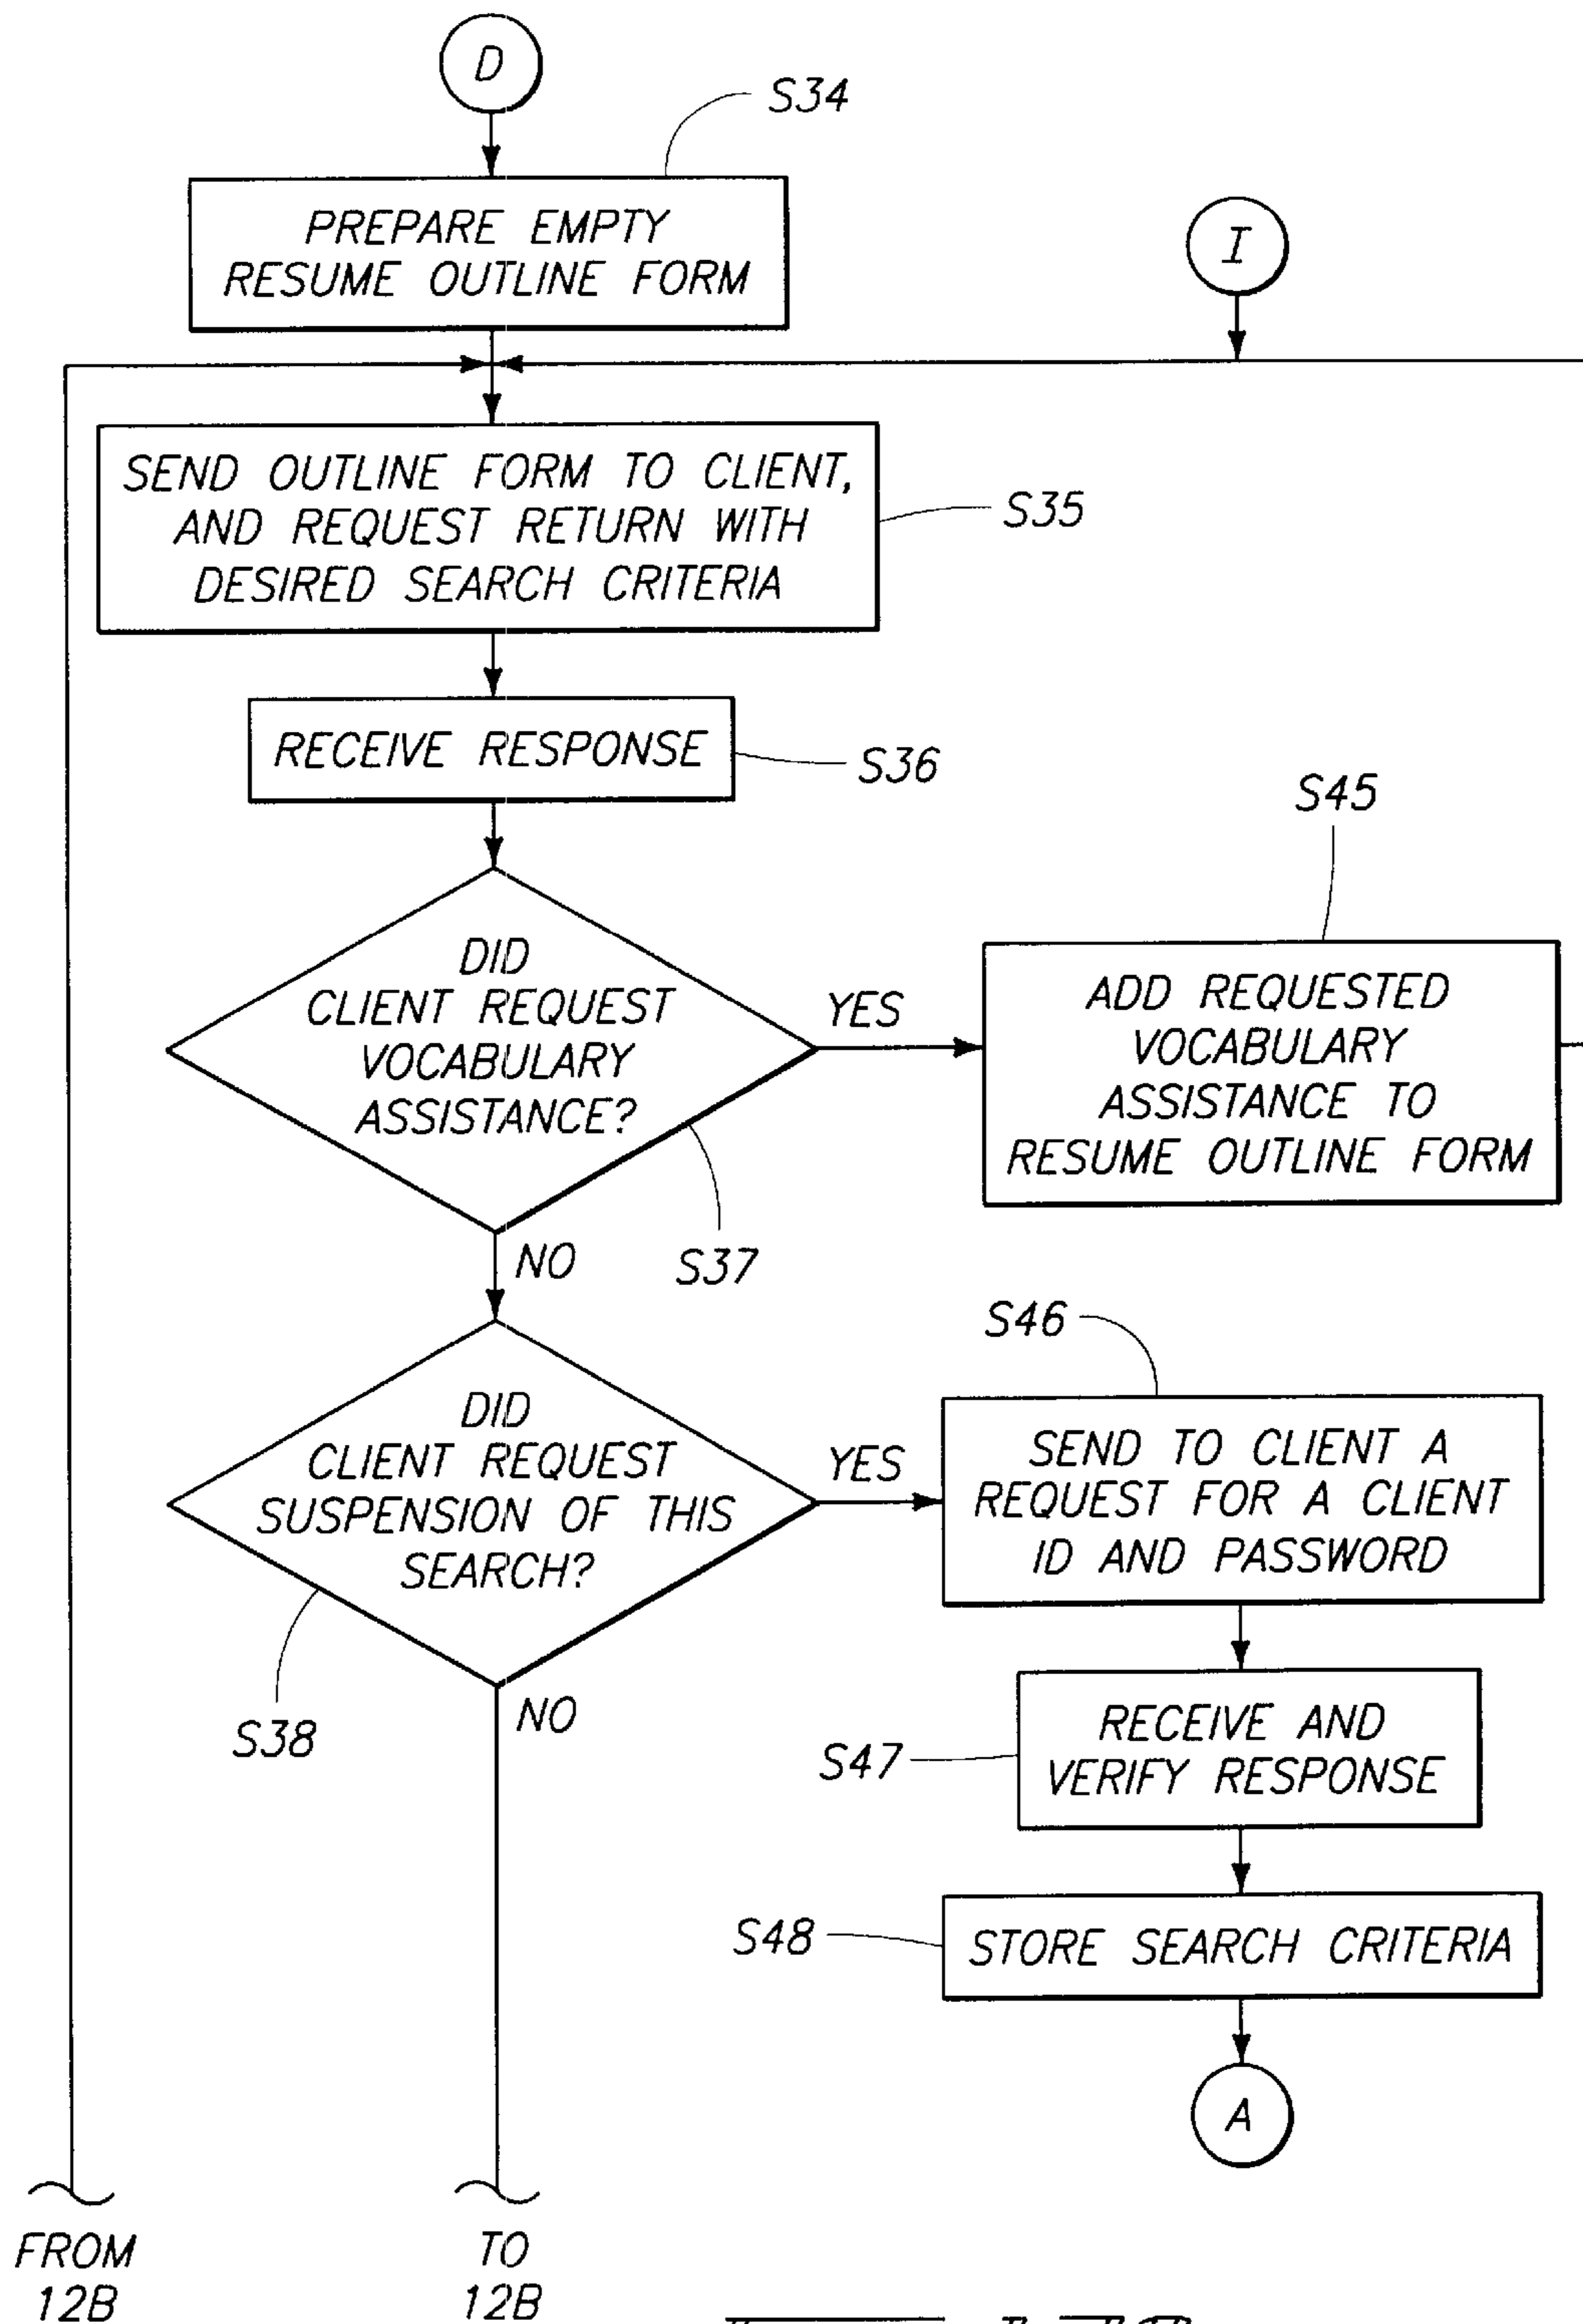 D
S34
PREPARE EMPTY
RESUME OUTLINE FORM
I
SEND OUTLINE FORM TO CLIENT,
AND REQUEST RETURN WITH
DESIRED SEARCH CRITERIA
S35
RECEIVE RESPONSE
S36
DID
CLIENT REQUEST
VOCABULARY
ASSISTANCE?
YES
S37
NO
S45
ADD REQUESTED
VOCABULARY
ASSISTANCE TO
RESUME OUTLINE FORM
DID
CLIENT REQUEST
SUSPENSION OF THIS
SEARCH?
YES
S38
NO
S46
SEND TO CLIENT A
REQUEST FOR A CLIENT
ID AND PASSWORD
S47
RECEIVE AND
VERIFY RESPONSE
S48
STORE SEARCH CRITERIA
A
FROM
12B
TO
12B